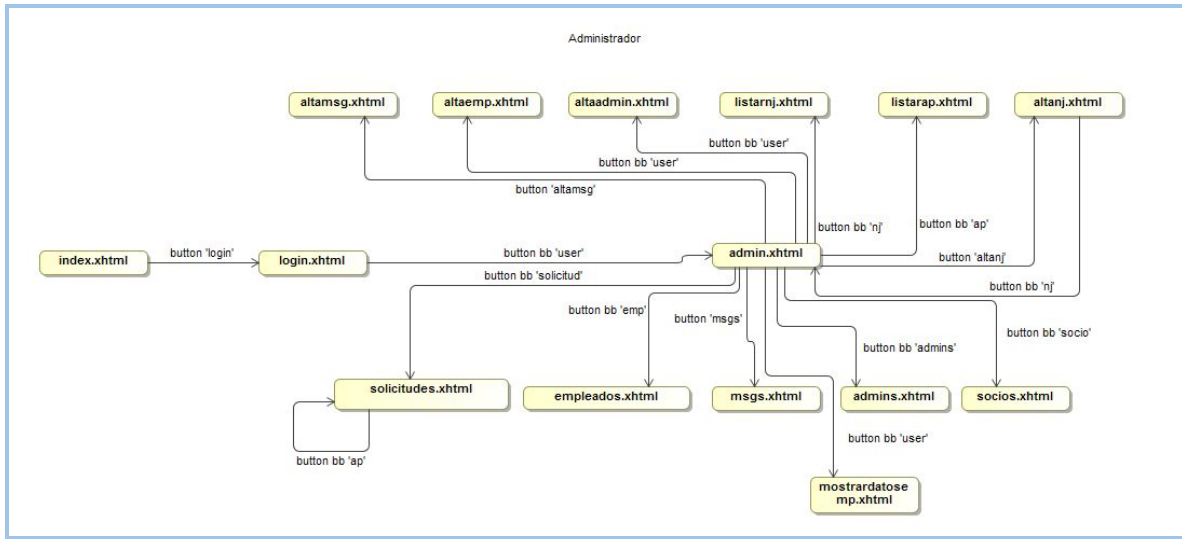 Administrador
altamsg.xhtml
altaemp.xhtml
altaadmin.xhtml
listarnj.xhtml
listarap.xhtml
altanj.xhtml
button bb 'user'
button bb 'user'
button 'altamsg'
button bb 'nj'
button bb 'ap'
index.xhtml
button 'login'
login.xhtml
button bb 'user'
admin.xhtml
button 'altanj'
button bb 'solicitud'
button bb 'nj'
button bb 'emp'
button 'msgs'
button bb 'admins'
button bb 'socio'
solicitudes.xhtml
empleados.xhtml
msgs.xhtml
admins.xhtml
socios.xhtml
button bb 'user'
button bb 'ap'
mostrardatose
mp.xhtml